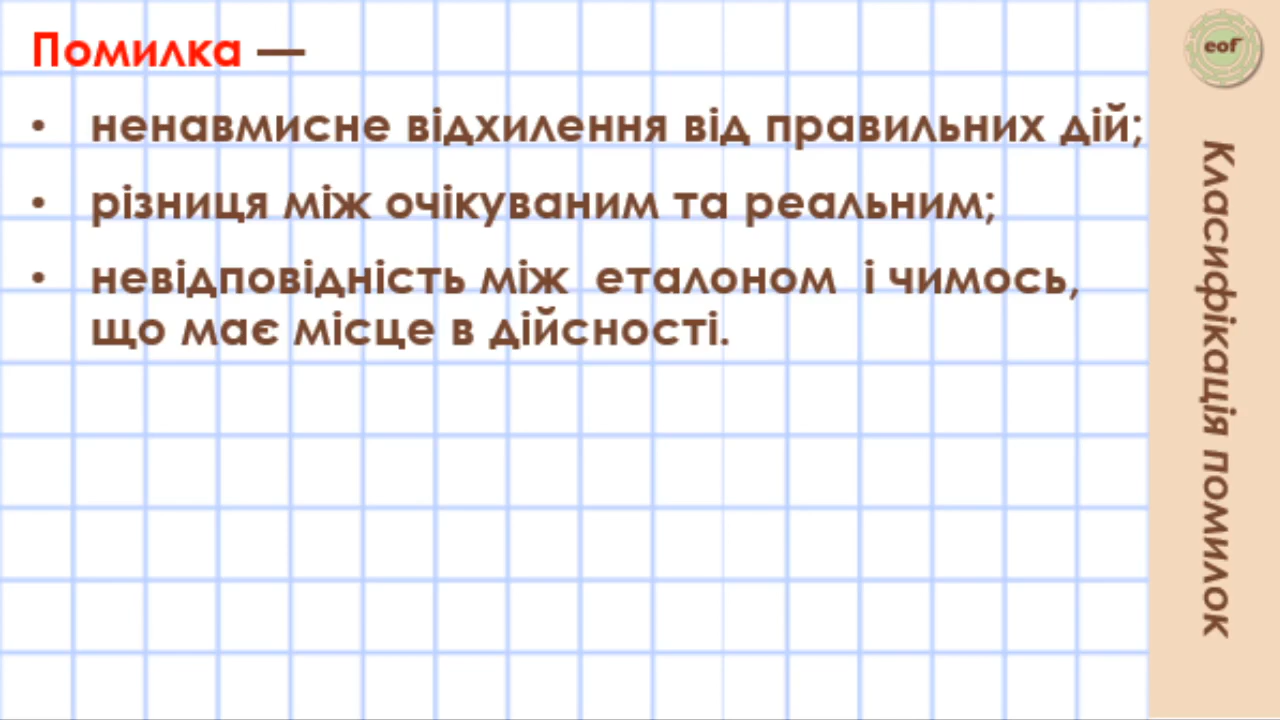 Помилка —
• ненавмисне відхилення від правильних дій;
• різниця між очікуваним та реальним;
• невідповідність між еталоном і чимось,
що має місце в дійсності.
eof
Класифікація помилок